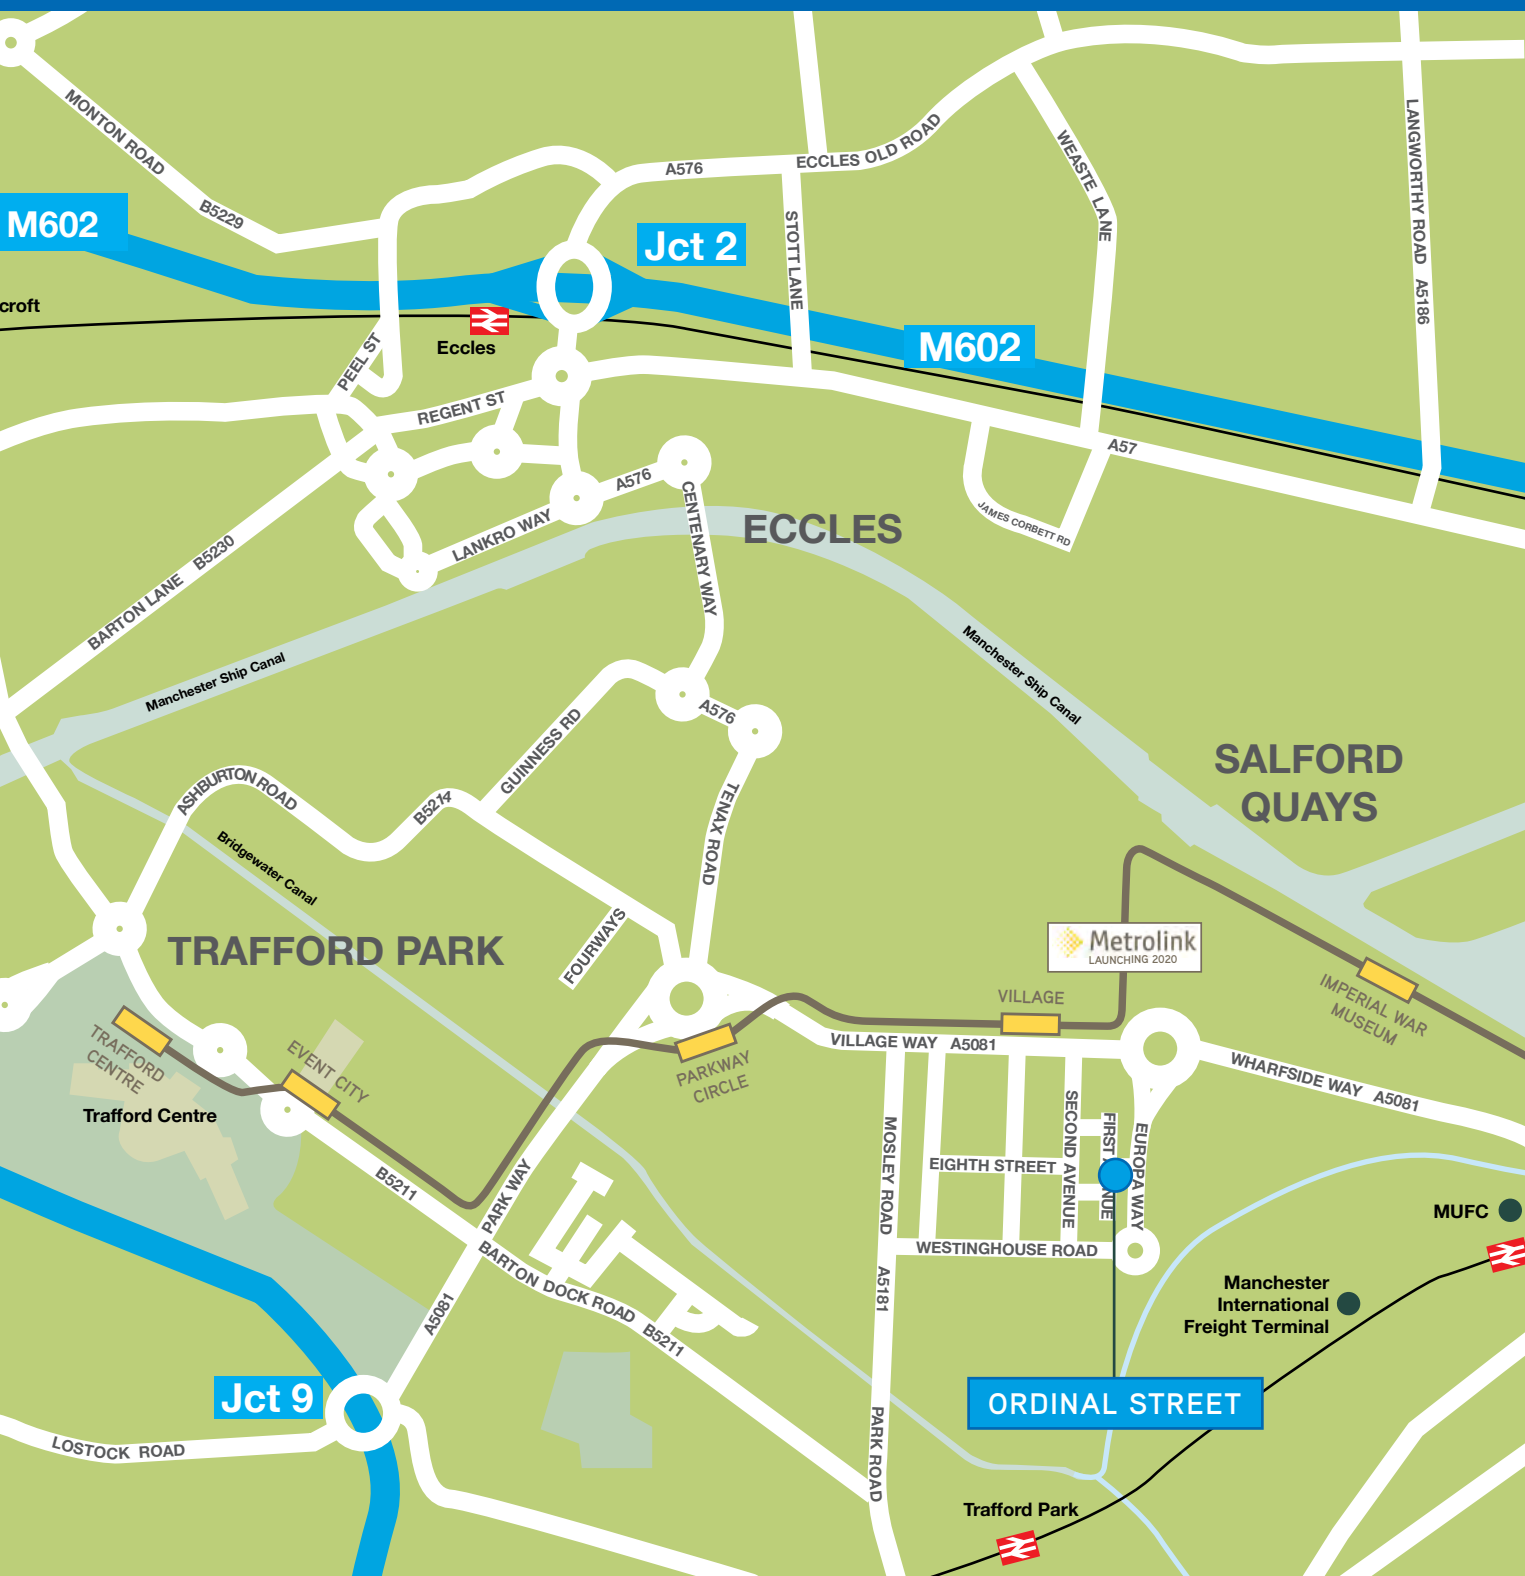 MONTON ROAD
B5229
M602
Jct 2
A576
ECCLES OLD ROAD
STOTT LANE
WEASTE LANE
LANGWORTHY ROAD A5186
croft
Eccles
PEEL ST
REGENT ST
M602
A57
JAMES CORBETT RD
A576
LANKRO WAY
CENTENARY WAY
ECCLES
BARTON LANE B5230
Manchester Ship Canal
Manchester Ship Canal
A576
GUINNESS RD
TENAX ROAD
SALFORD
QUAYS
ASHBURTON ROAD
B5214
Bridgewater Canal
FOURWAYS
TRAFFORD PARK
Metrolink
LAUNCHING 2020
IMPERIAL WAR
MUSEUM
VILLAGE
VILLAGE WAY A5081
WHARFSIDE WAY A5081
TRAFFORD
CENTRE
EVENT CITY
PARKWAY
CIRCLE
Trafford Centre
B5211
PARK WAY
A5081
BARTON DOCK ROAD B5211
MOSLEY ROAD
A5181
PARK ROAD
EIGHTH STREET
SECOND AVENUE
FIRST
EUROPA WAY
WESTINGHOUSE ROAD
MUFC
Manchester
International
Freight Terminal
Jct 9
LOSTOCK ROAD
ORDINAL STREET
Trafford Park